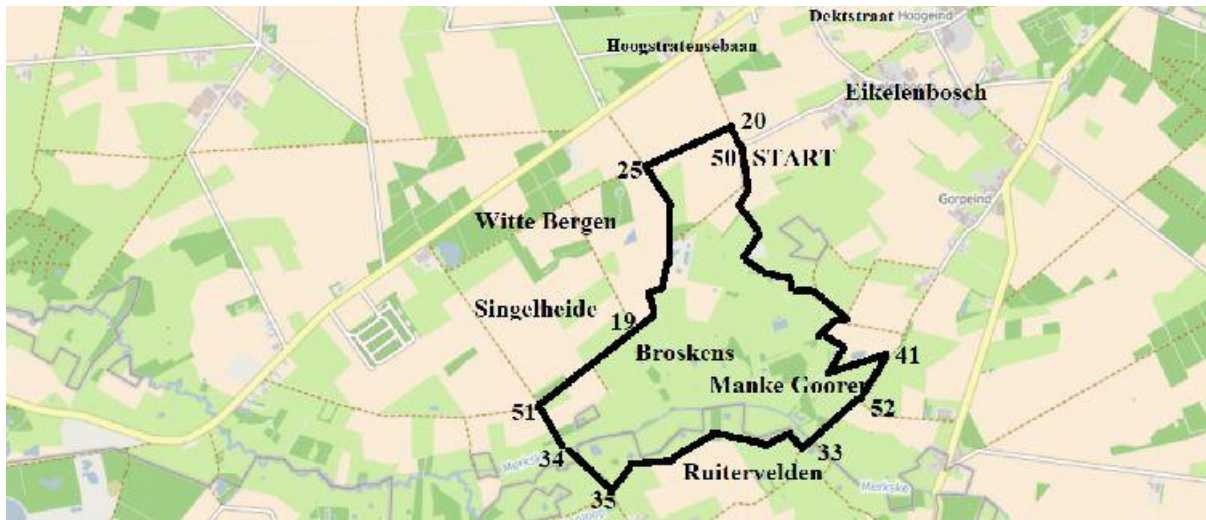 Dektstraat Hoogeind
Hoogstratensebaan
Eikelenbosch
20
50 START
25
Gorpeind
Witte Bergen
Singelheide
19
Broskens
41
Manke Gooren
52
51
33
34
Merkske
Ruitervelden
Merkske
35